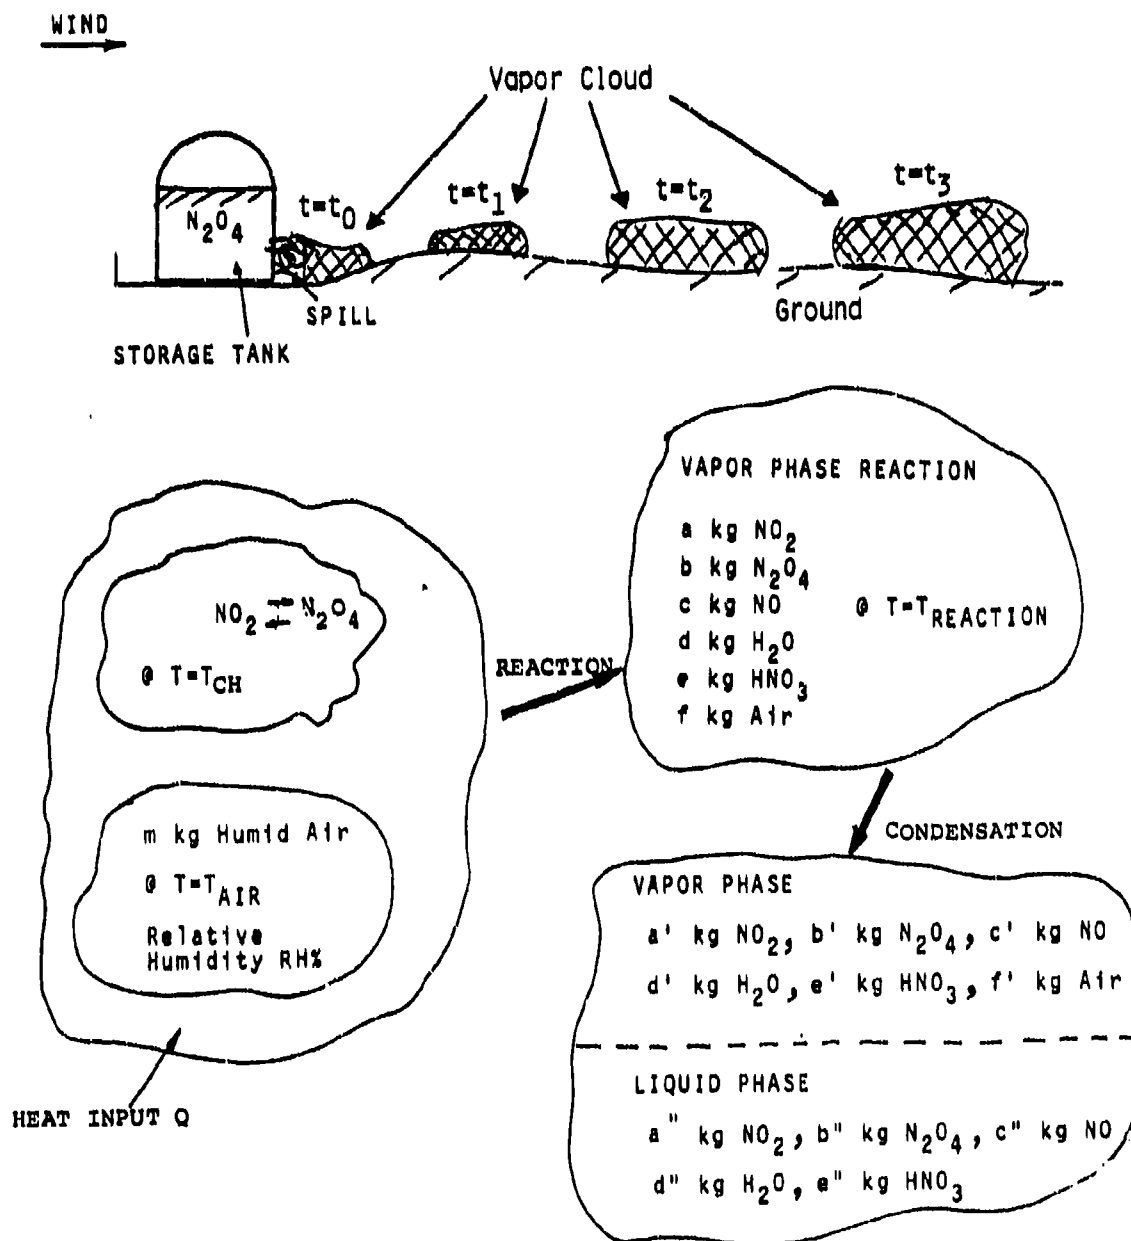 WIND
Vapor Cloud
t=t0
t=t1
t=t2
t=t3
N2O4
SPILL
STORAGE TANK
Ground
VAPOR PHASE REACTION
a kg NO2
b kg N2O4
c kg NO @ T=TREACTION
d kg H2O
e kg HNO3
f kg Air
NO2 ⇌ N2O4
@ T=TCH
REACTION
m kg Humid Air
@ T=TAIR
Relative
Humidity RH%
HEAT INPUT Q
CONDENSATION
VAPOR PHASE
a' kg NO2, b' kg N2O4, c' kg NO
d' kg H2O, e' kg HNO3, f' kg Air
LIQUID PHASE
a" kg NO2, b" kg N2O4, c" kg NO
d" kg H2O, e" kg HNO3